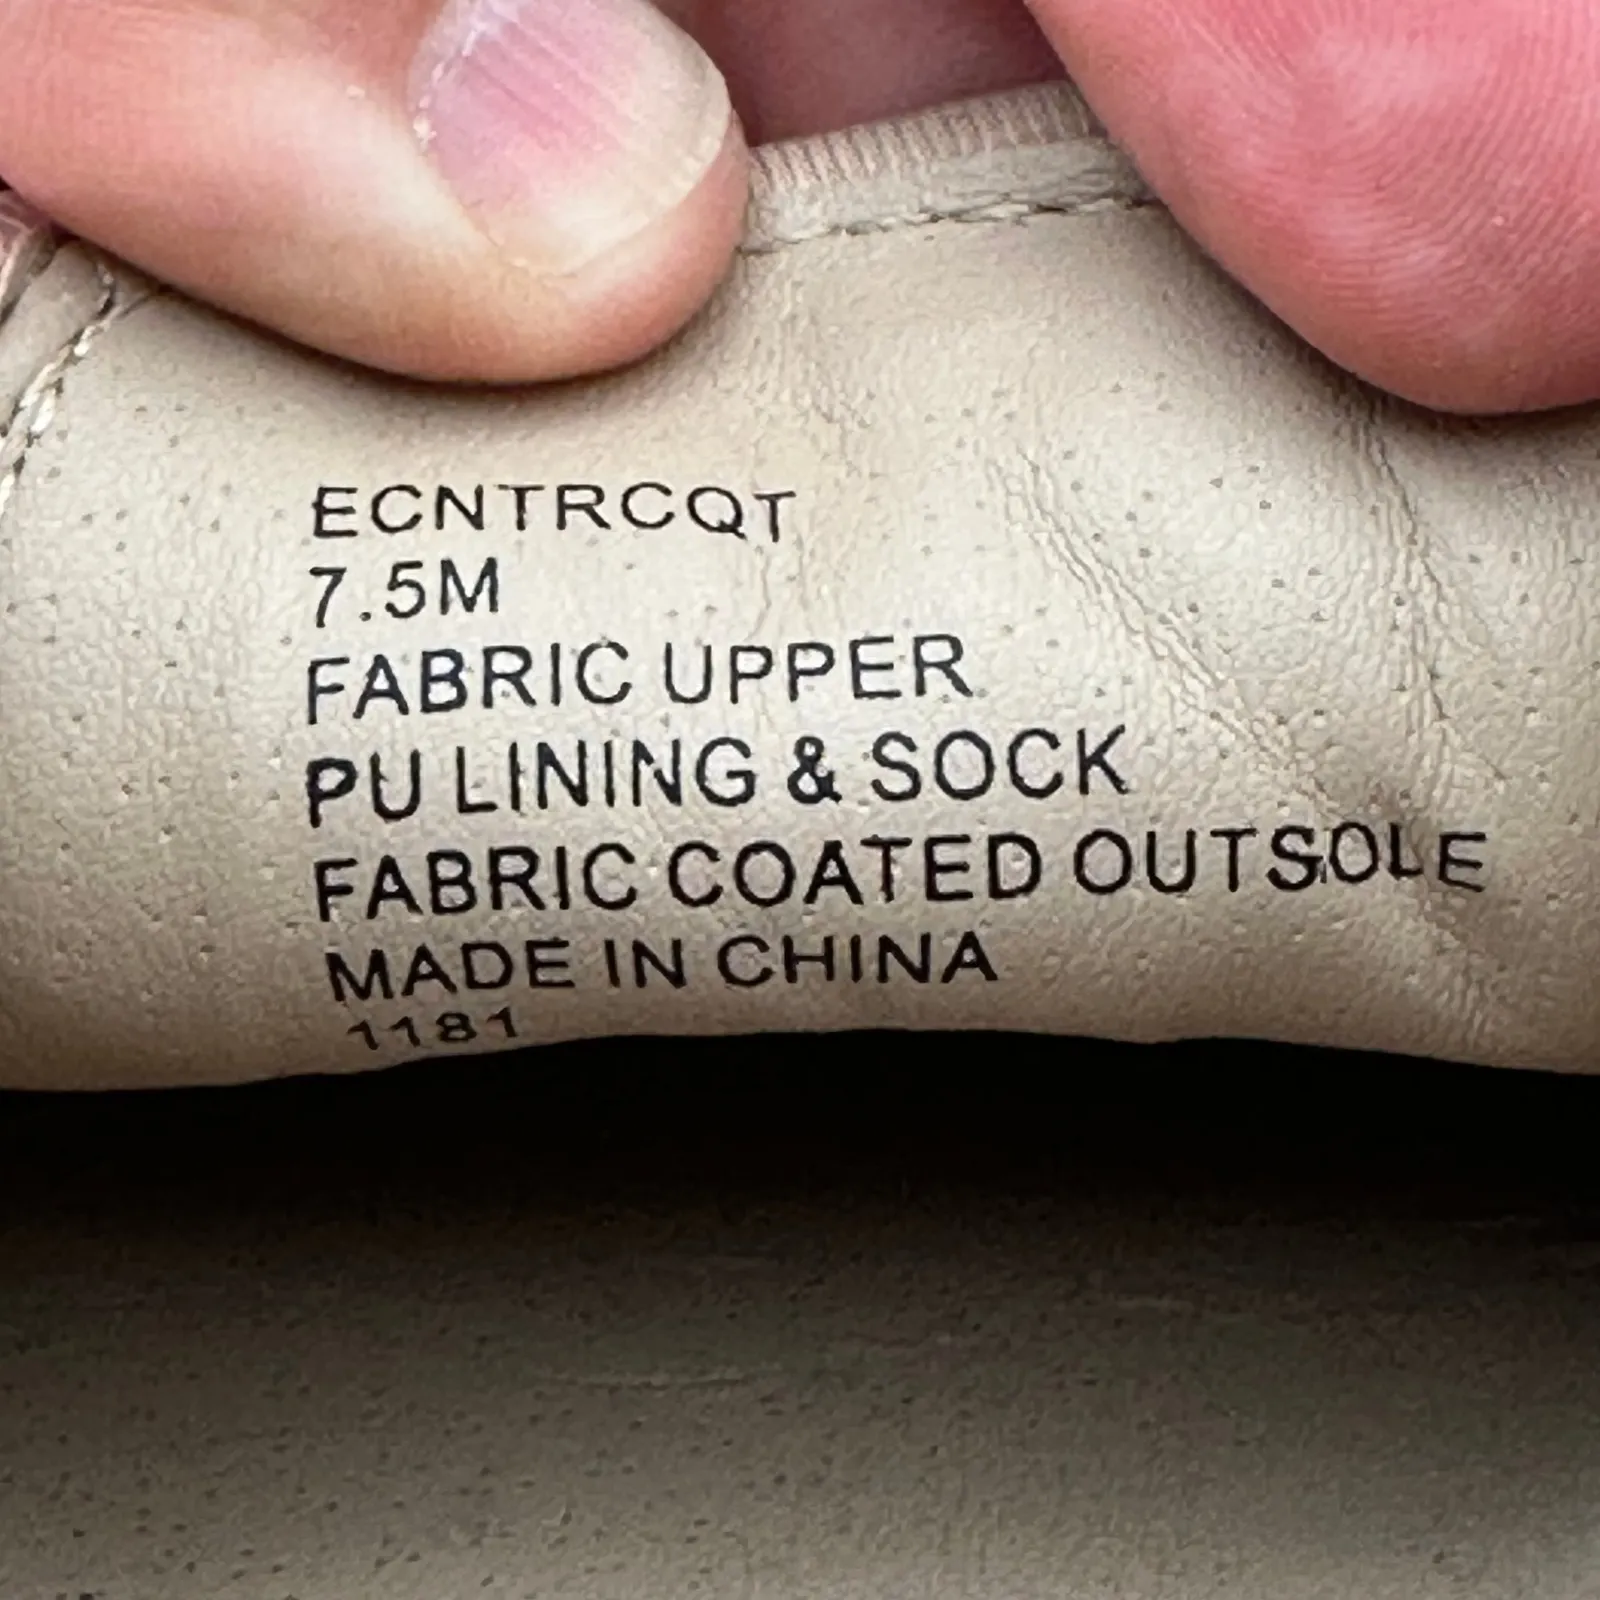 ECNTRCQT
7.5M
FABRIC UPPER
PU LINING & SOCK
FABRIC COATED OUTSOLE
MADE IN CHINA
1181